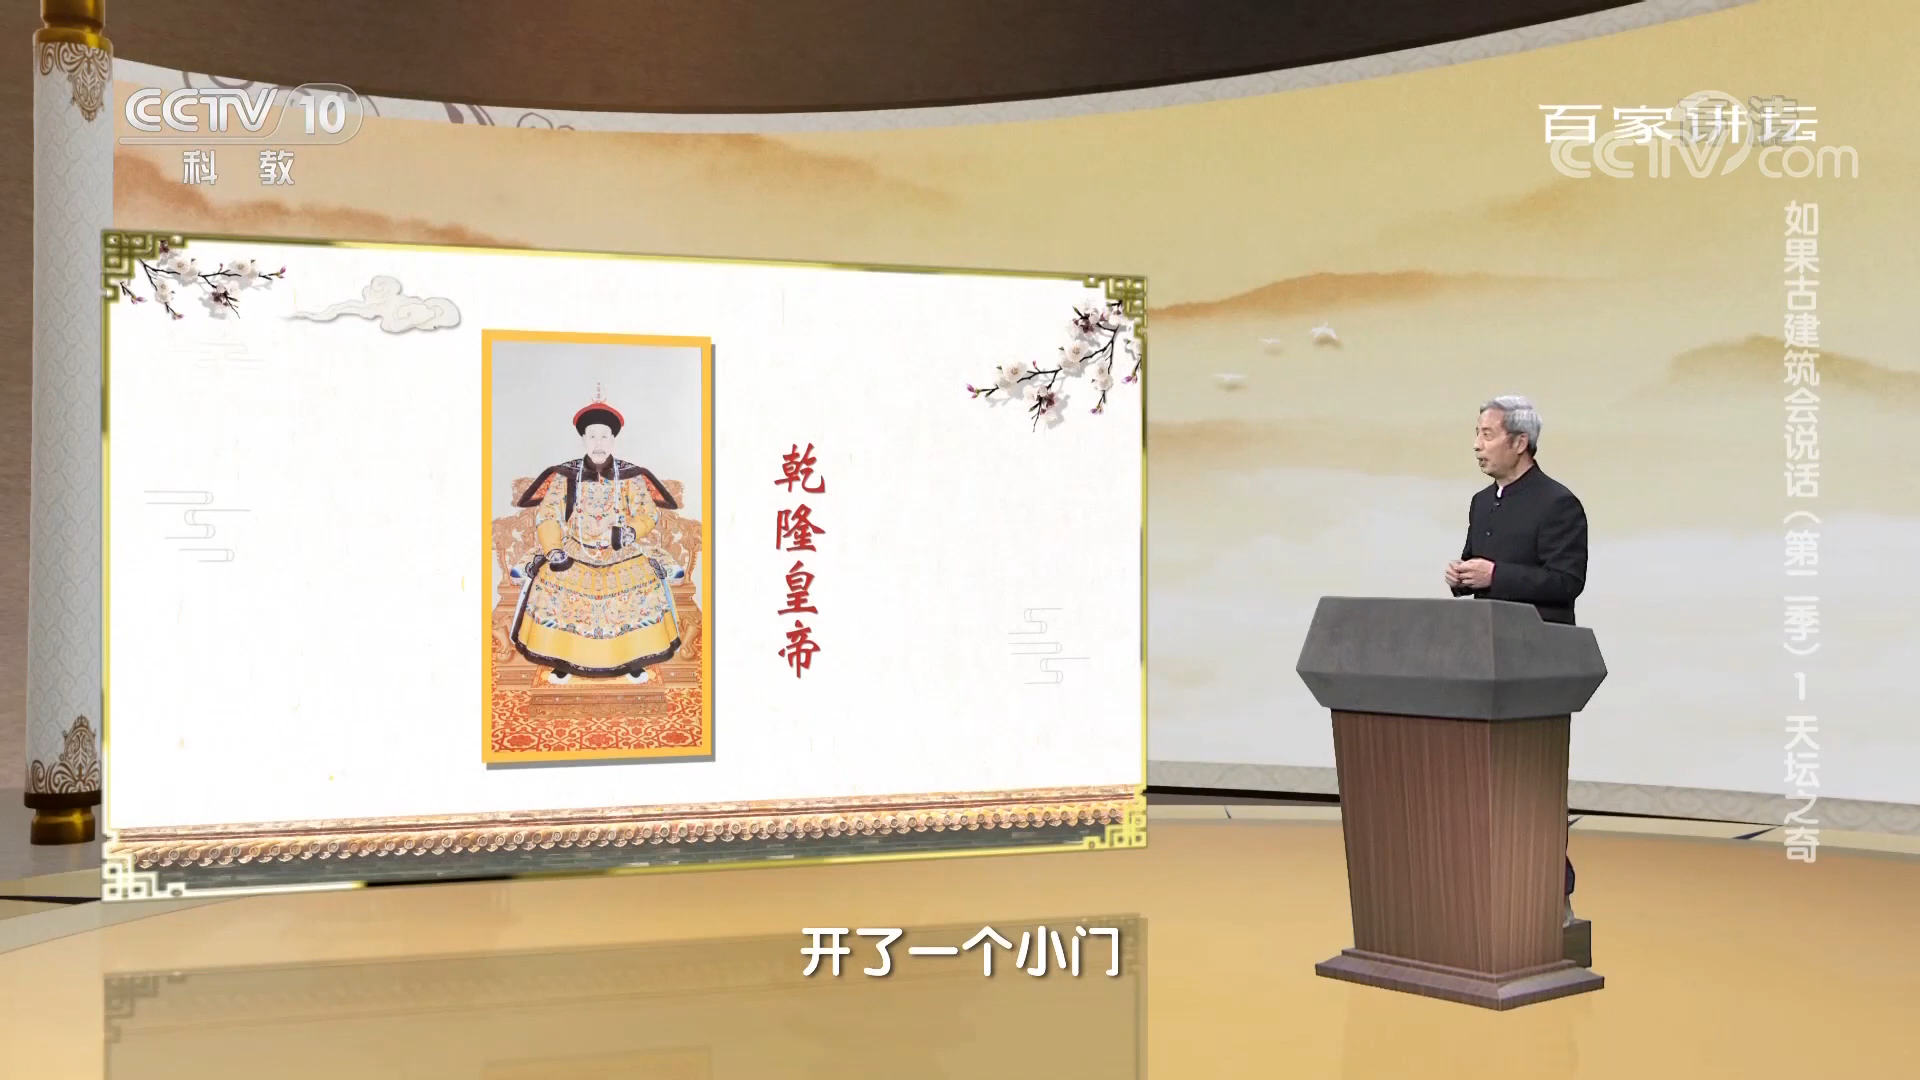 CCTV 10
科 教
百家讲坛
CCTV.com
如果古建筑会说话（第二季）1 天坛之奇
乾隆皇帝
开了一个小门